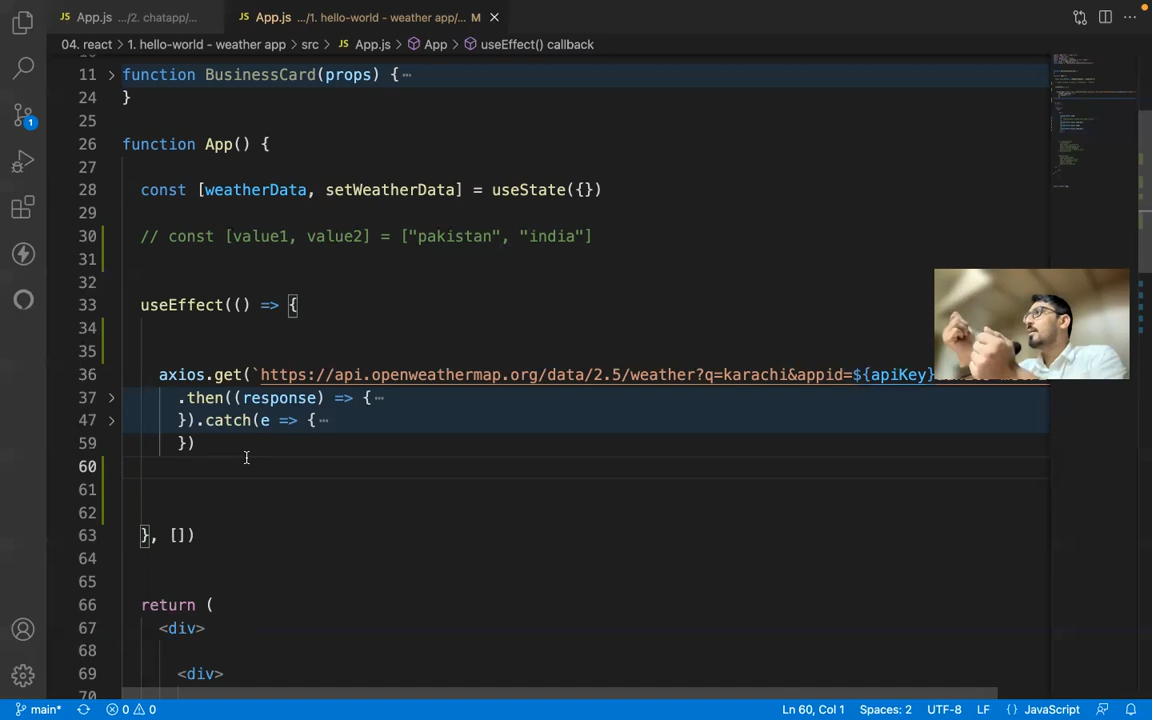 App.js .../2. chatapp/...
App.js .../1. hello-world - weather app/... M
04. react > 1. hello-world - weather app > src > App.js > App > useEffect() callback
11 function BusinessCard(props) {…
24 }
25
26 function App() {
27
28 const [weatherData, setWeatherData] = useState({})
29
30 // const [value1, value2] = ["pakistan", "india"]
31
32
33 useEffect(() => {
34
35
36 axios.get(`https://api.openweathermap.org/data/2.5/weather?q=karachi&appid=${apiKey}
37 .then((response) => {…
47 }).catch(e => {…
59 })
60
61
62
63 }, [])
64
65
66 return (
67 <div>
68
69 <div>
70
1
main* 0 0 Ln 60, Col 1 Spaces: 2 UTF-8 LF {} JavaScript